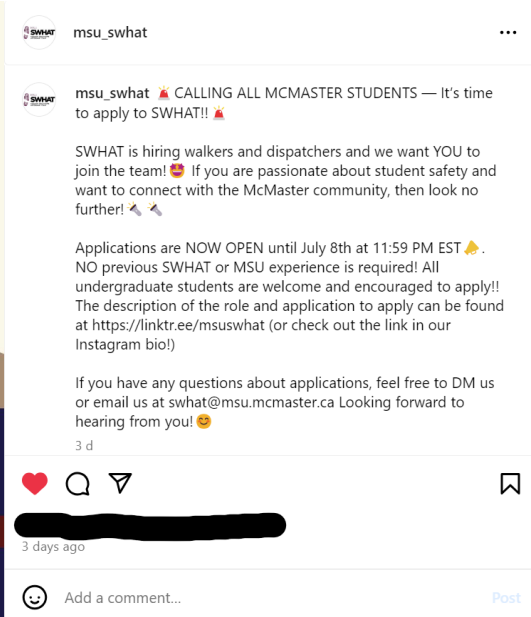 SWHAT
msu_swhat
SWHAT
msu_swhat 🚨 CALLING ALL MCMASTER STUDENTS — It's time
to apply to SWHAT!! 🚨
SWHAT is hiring walkers and dispatchers and we want YOU to
join the team!🤩 If you are passionate about student safety and
want to connect with the McMaster community, then look no
further!🔦🔦
Applications are NOW OPEN until July 8th at 11:59 PM EST📣.
NO previous SWHAT or MSU experience is required! All
undergraduate students are welcome and encouraged to apply!!
The description of the role and application to apply can be found
at https://linktr.ee/msuswhat (or check out the link in our
Instagram bio!)
If you have any questions about applications, feel free to DM us
or email us at swhat@msu.mcmaster.ca Looking forward to
hearing from you!😊
3 d
3 days ago
Add a comment...
Post